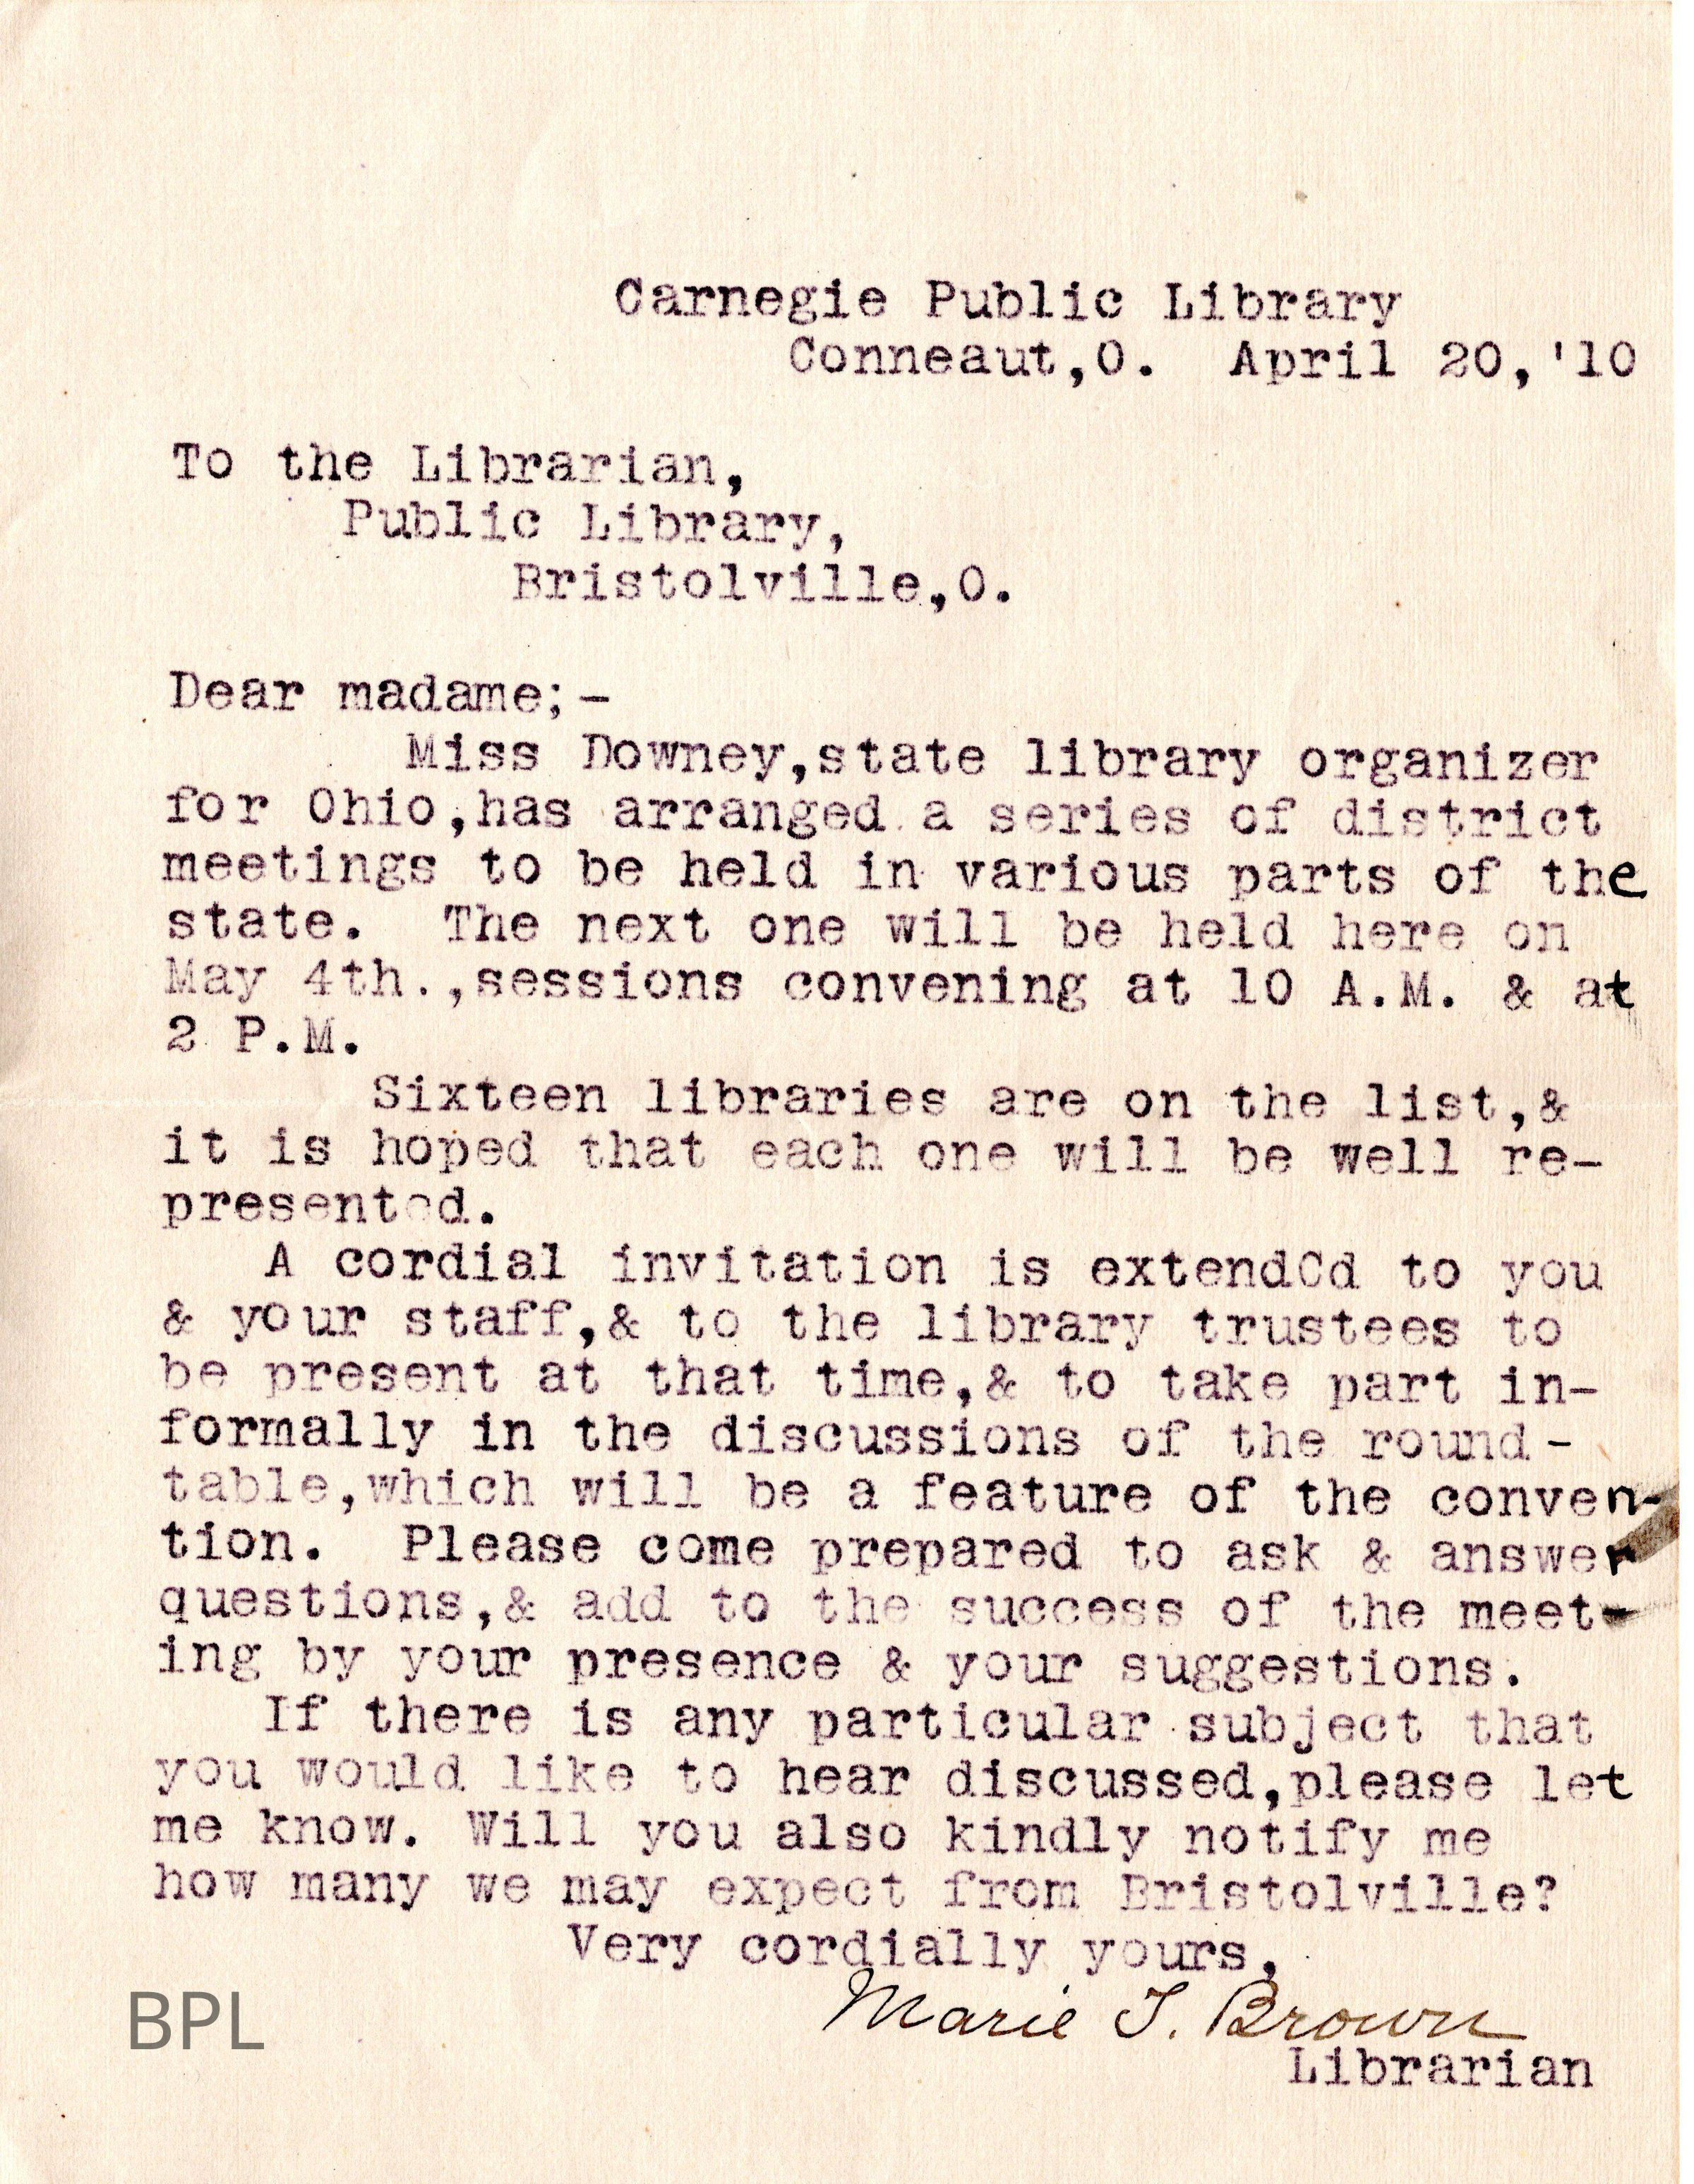 Carnegie Public Library
Conneaut,O.  April 20,'10
To the Librarian,
Public Library,
Bristolville,O.
Dear madame;-
Miss Downey,state library organizer
for Ohio,has arranged a series of district
meetings to be held in various parts of the
state.  The next one will be held here on
May 4th.,sessions convening at 10 A.M. & at
2 P.M.
Sixteen libraries are on the list,&
it is hoped that each one will be well re-
presented.
A cordial invitation is extendCd to you
& your staff,& to the library trustees to
be present at that time,& to take part in-
formally in the discussions of the round-
table,which will be a feature of the conven-
tion.  Please come prepared to ask & answer
questions,& add to the success of the meet-
ing by your presence & your suggestions.
If there is any particular subject that
you would like to hear discussed,please let
me know. Will you also kindly notify me
how many we may expect from Bristolville?
Very cordially yours,
Marie T. Brown
Librarian
BPL